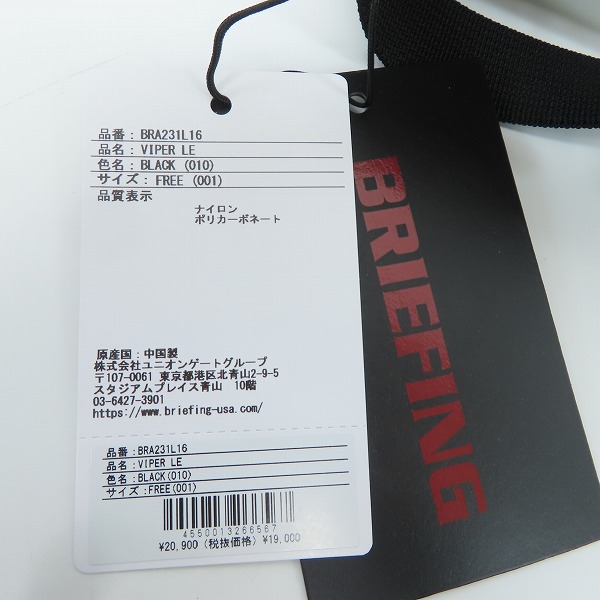 品番：BRA231L16
品名：VIPER LE
色名：BLACK(010)
サイズ：FREE (001)
品質表示
ナイロン
ポリカーボネート
原産国：中国製
株式会社ユニオンゲートグループ
〒107-0061 東京都港区北青山2-9-5
スタジアムプレイス青山 10階
03-6427-3901
https://www.briefing-usa.com/
品番：BRA231L16
品名：VIPER LE
色名：BLACK(010)
サイズ：FREE(001)
4550013266567
¥20,900（税抜価格）¥19,000
BRIEFING